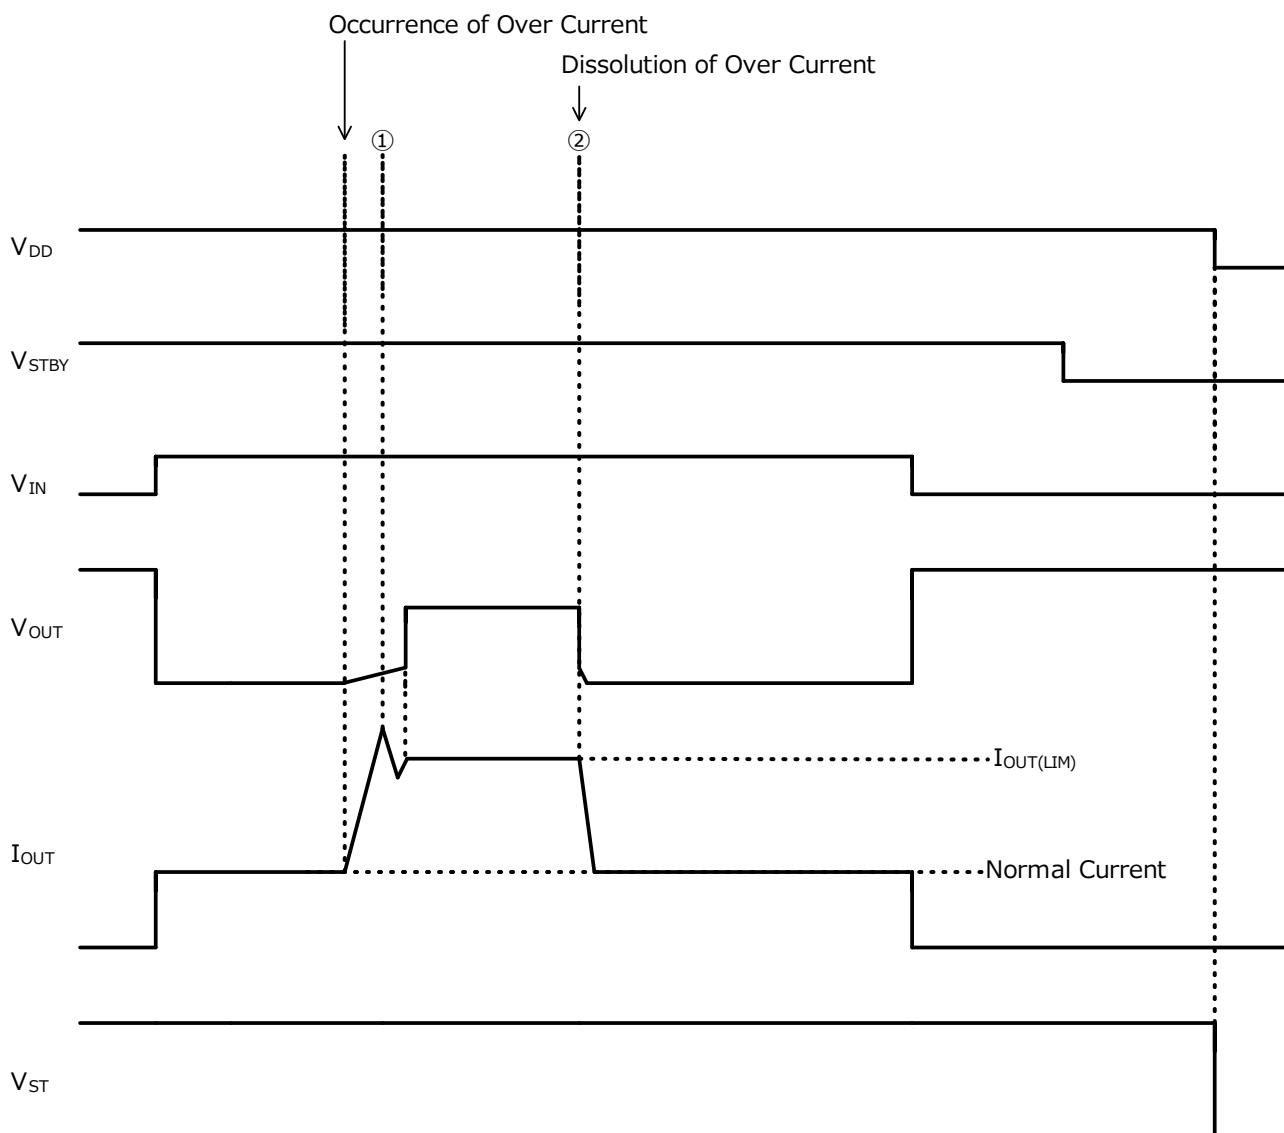 Occurrence of Over Current
Dissolution of Over Current
① ②
VDD
VSTBY
VIN
VOUT
IOUT(LIM)
IOUT
Normal Current
VST